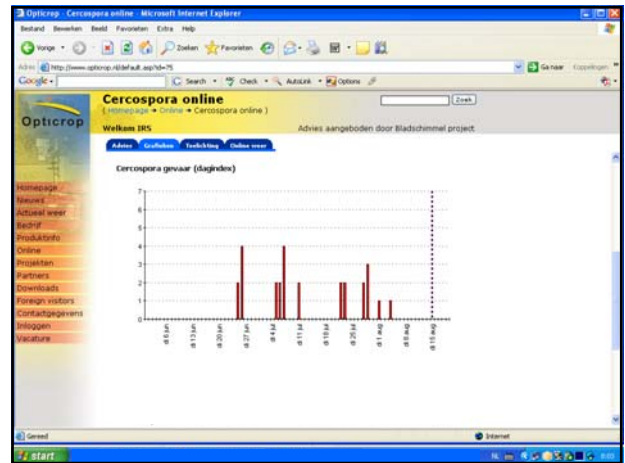 Opticrop - Cercospora online - Microsoft Internet Explorer
Bestand Bewerken Beeld Favorieten Extra Help
Vorige Zoeken Favorieten
Adres http://www.opticrop.nl/default.asp?id=75 Ga naar Koppelingen
Google Search Check AutoLink Options
Opticrop
Cercospora online
( Homepage → Online → Cercospora online )
Zoek
Welkom IRS
Advies aangeboden door Bladschimmel project
Advies Grafieken Toelichting Online weer
Homepage
Nieuws
Actueel weer
Bedrijf
Produktinfo
Online
Projekten
Partners
Downloads
Foreign visitors
Contactgegevens
Inloggen
Vacature
Cercospora gevaar (dagindex)
7
6
5
4
3
2
1
0
di 6 jun
di 13 jun
di 20 jun
di 27 jun
di 4 jul
di 11 jul
di 18 jul
di 25 jul
di 1 aug
di 8 aug
di 15 aug
Gereed
Internet
start
NL